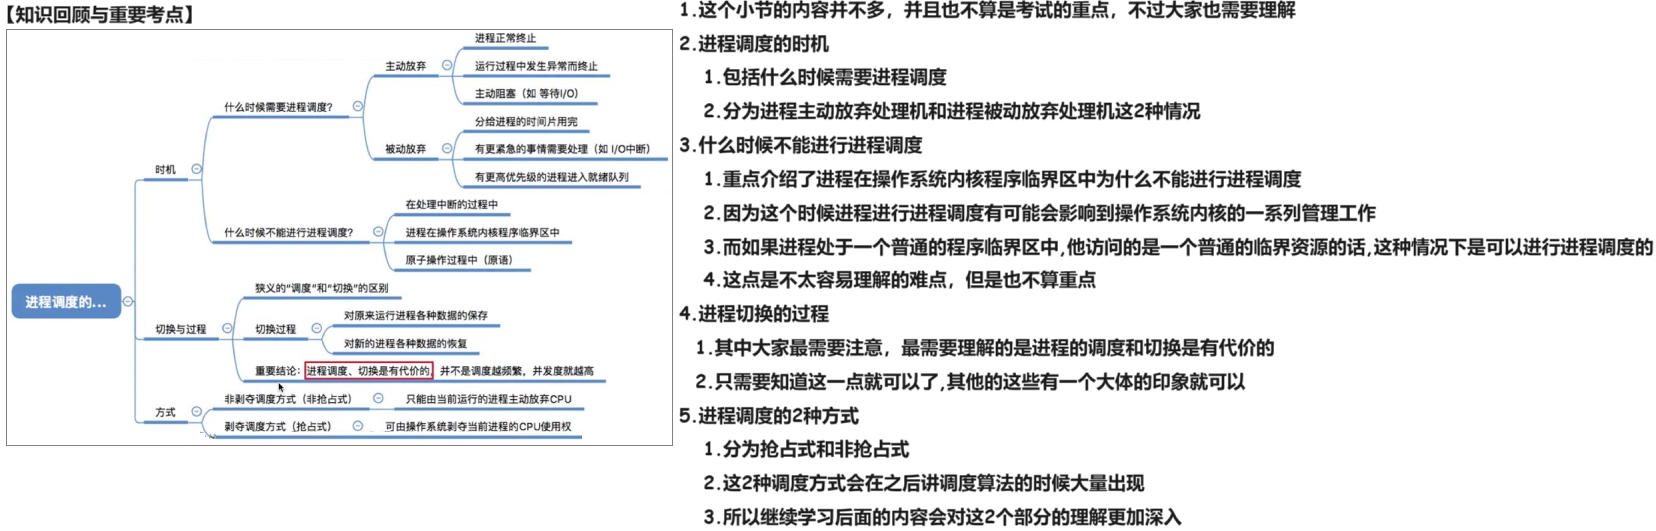 【知识回顾与重要考点】
进程调度的...
时机
什么时候需要进程调度?
主动放弃
进程正常终止
运行过程中发生异常而终止
主动阻塞（如 等待I/O）
被动放弃
分给进程的时间片用完
有更紧急的事情需要处理（如 I/O中断）
有更高优先级的进程进入就绪队列
什么时候不能进行进程调度?
在处理中断的过程中
进程在操作系统内核程序临界区中
原子操作过程中（原语）
切换与过程
狭义的“调度”和“切换”的区别
切换过程
对原来运行进程各种数据的保存
对新的进程各种数据的恢复
重要结论：进程调度、切换是有代价的，并不是调度越频繁，并发度就越高
方式
非剥夺调度方式（非抢占式）
只能由当前运行的进程主动放弃CPU
剥夺调度方式（抢占式）
可由操作系统剥夺当前进程的CPU使用权
1.这个小节的内容并不多，并且也不算是考试的重点，不过大家也需要理解
2.进程调度的时机
1.包括什么时候需要进程调度
2.分为进程主动放弃处理机和进程被动放弃处理机这2种情况
3.什么时候不能进行进程调度
1.重点介绍了进程在操作系统内核程序临界区中为什么不能进行进程调度
2.因为这个时候进程进行进程调度有可能会影响到操作系统内核的一系列管理工作
3.而如果进程处于一个普通的程序临界区中,他访问的是一个普通的临界资源的话,这种情况下是可以进行进程调度的
4.这点是不太容易理解的难点，但是也不算重点
4.进程切换的过程
1.其中大家最需要注意，最需要理解的是进程的调度和切换是有代价的
2.只需要知道这一点就可以了,其他的这些有一个大体的印象就可以
5.进程调度的2种方式
1.分为抢占式和非抢占式
2.这2种调度方式会在之后讲调度算法的时候大量出现
3.所以继续学习后面的内容会对这2个部分的理解更加深入